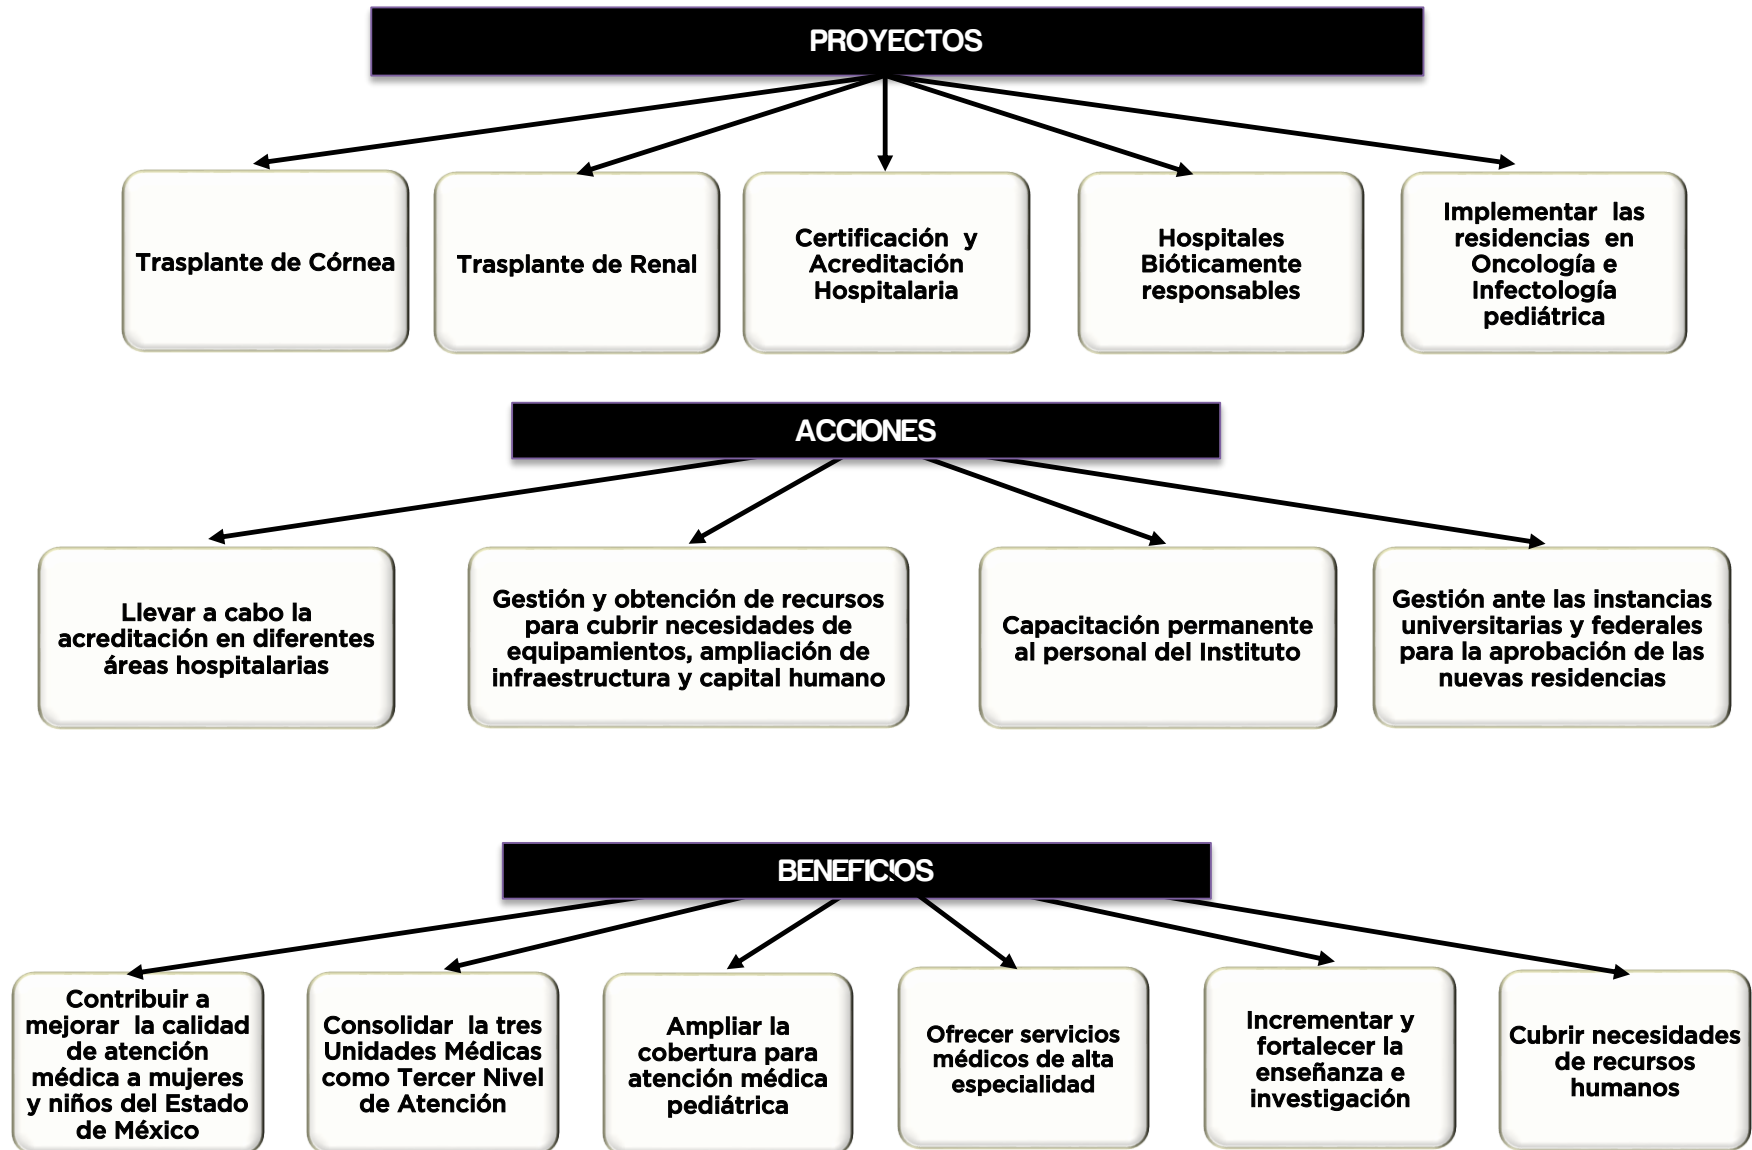 PROYECTOS
Trasplante de Córnea
Trasplante de Renal
Certificación y
Acreditación
Hospitalaria
Hospitales
Bióticamente
responsables
Implementar las
residencias en
Oncología e
Infectología
pediátrica
ACCIONES
Llevar a cabo la
acreditación en diferentes
áreas hospitalarias
Gestión y obtención de recursos
para cubrir necesidades de
equipamientos, ampliación de
infraestructura y capital humano
Capacitación permanente
al personal del Instituto
Gestión ante las instancias
universitarias y federales
para la aprobación de las
nuevas residencias
BENEFICIOS
Contribuir a
mejorar la calidad
de atención
médica a mujeres
y niños del Estado
de México
Consolidar la tres
Unidades Médicas
como Tercer Nivel
de Atención
Ampliar la
cobertura para
atención médica
pediátrica
Ofrecer servicios
médicos de alta
especialidad
Incrementar y
fortalecer la
enseñanza e
investigación
Cubrir necesidades
de recursos
humanos